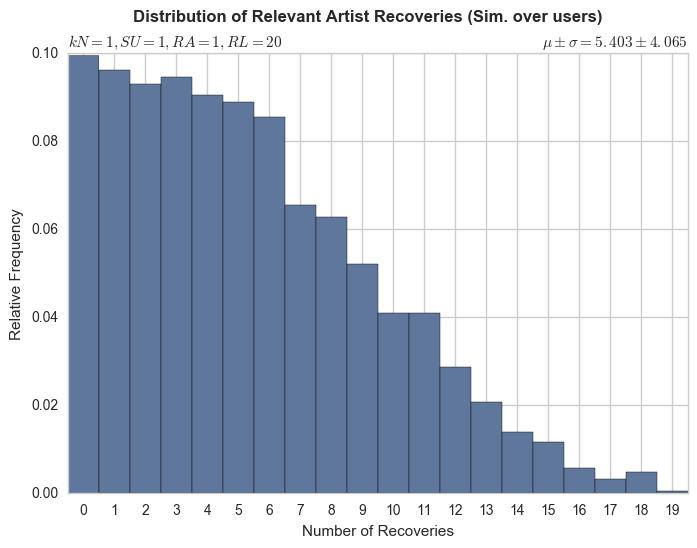 Distribution of Relevant Artist Recoveries (Sim. over users)
kN = 1, SU = 1, RA = 1, RL = 20
μ ± σ = 5.403 ± 4.065
0.10
0.08
0.06
0.04
0.02
0.00
Relative Frequency
0 1 2 3 4 5 6 7 8 9 10 11 12 13 14 15 16 17 18 19
Number of Recoveries